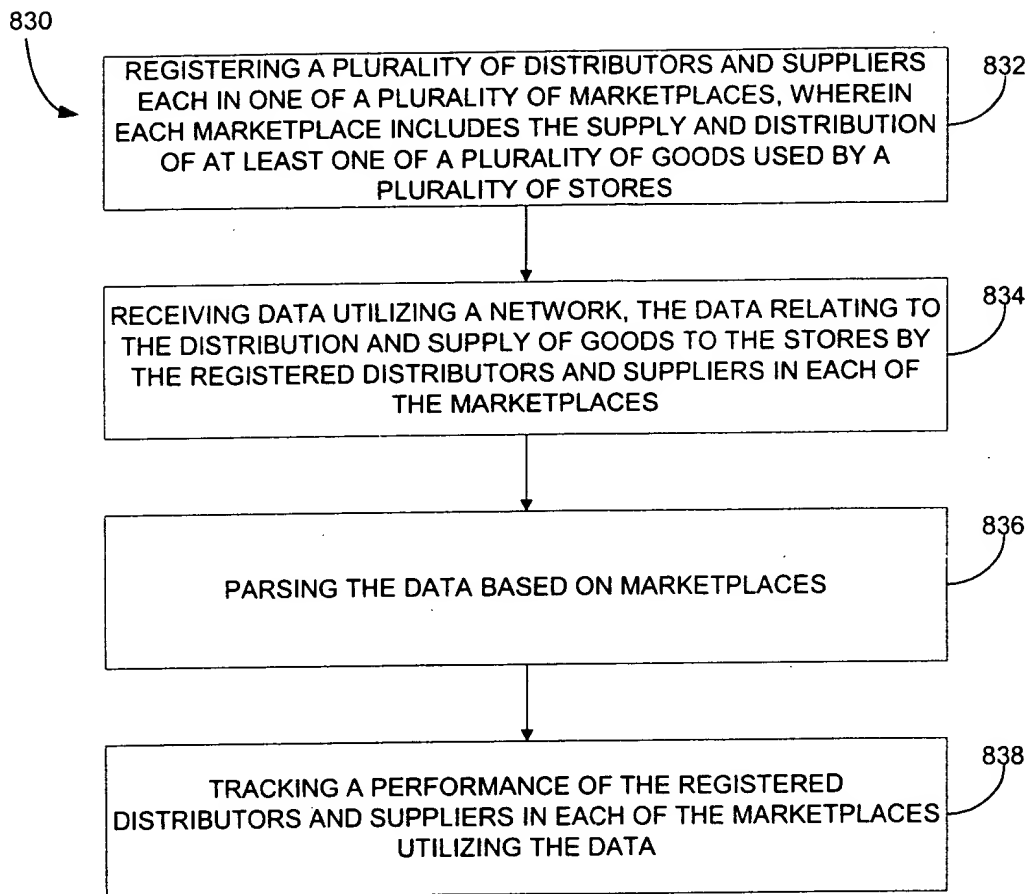 830
REGISTERING A PLURALITY OF DISTRIBUTORS AND SUPPLIERS
EACH IN ONE OF A PLURALITY OF MARKETPLACES, WHEREIN
EACH MARKETPLACE INCLUDES THE SUPPLY AND DISTRIBUTION
OF AT LEAST ONE OF A PLURALITY OF GOODS USED BY A
PLURALITY OF STORES
832
RECEIVING DATA UTILIZING A NETWORK, THE DATA RELATING TO
THE DISTRIBUTION AND SUPPLY OF GOODS TO THE STORES BY
THE REGISTERED DISTRIBUTORS AND SUPPLIERS IN EACH OF
THE MARKETPLACES
834
PARSING THE DATA BASED ON MARKETPLACES
836
TRACKING A PERFORMANCE OF THE REGISTERED
DISTRIBUTORS AND SUPPLIERS IN EACH OF THE MARKETPLACES
UTILIZING THE DATA
838